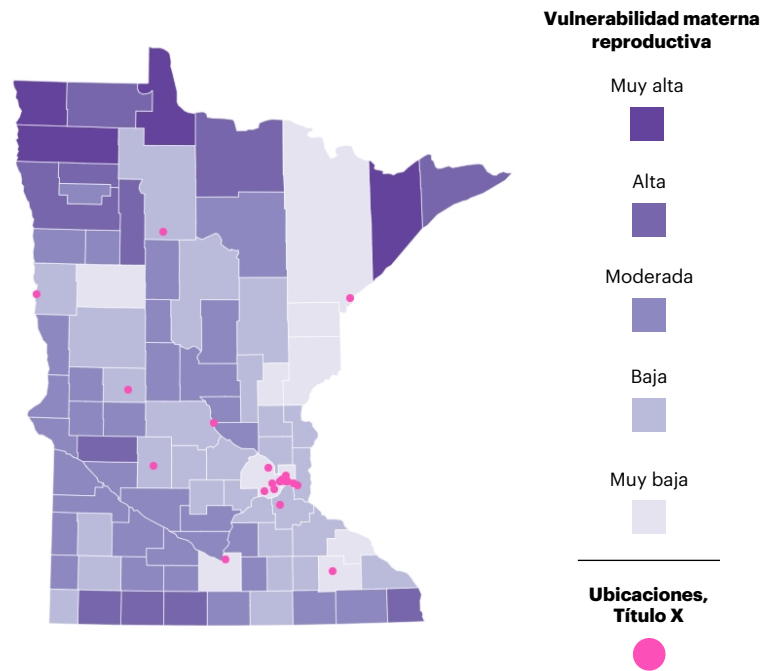 Vulnerabilidad materna
reproductiva
Muy alta
Alta
Moderada
Baja
Muy baja
Ubicaciones,
Título X